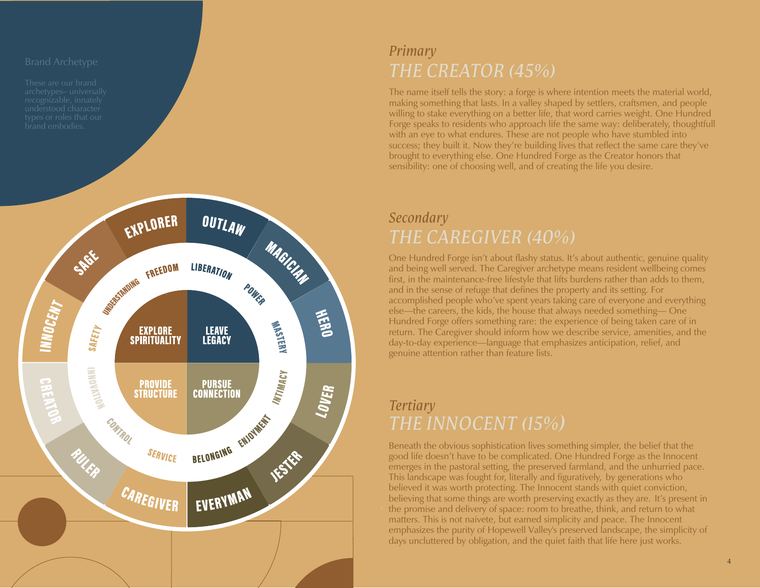 Brand Archetype
These are our brand
archetypes– universally
recognizable, innately
understood character
types or roles that our
brand embodies.
EXPLORER
OUTLAW
MAGICIAN
HERO
LOVER
JESTER
EVERYMAN
CAREGIVER
RULER
CREATOR
INNOCENT
SAGE
FREEDOM
LIBERATION
POWER
MASTERY
INTIMACY
ENJOYMENT
BELONGING
SERVICE
CONTROL
INNOVATION
SAFETY
UNDERSTANDING
EXPLORE
SPIRITUALITY
LEAVE
LEGACY
PROVIDE
STRUCTURE
PURSUE
CONNECTION
Primary
THE CREATOR (45%)
The name itself tells the story: a forge is where intention meets the material world,
making something that lasts. In a valley shaped by settlers, craftsmen, and people
willing to stake everything on a better life, that word carries weight. One Hundred
Forge speaks to residents who approach life the same way: deliberately, thoughtfull
with an eye to what endures. These are not people who have stumbled into
success; they built it. Now they're building lives that reflect the same care they've
brought to everything else. One Hundred Forge as the Creator honors that
sensibility: one of choosing well, and of creating the life you desire.
Secondary
THE CAREGIVER (40%)
One Hundred Forge isn't about flashy status. It's about authentic, genuine quality
and being well served. The Caregiver archetype means resident wellbeing comes
first, in the maintenance-free lifestyle that lifts burdens rather than adds to them,
and in the sense of refuge that defines the property and its setting. For
accomplished people who've spent years taking care of everyone and everything
else—the careers, the kids, the house that always needed something— One
Hundred Forge offers something rare: the experience of being taken care of in
return. The Caregiver should inform how we describe service, amenities, and the
day-to-day experience—language that emphasizes anticipation, relief, and
genuine attention rather than feature lists.
Tertiary
THE INNOCENT (15%)
Beneath the obvious sophistication lives something simpler, the belief that the
good life doesn't have to be complicated. One Hundred Forge as the Innocent
emerges in the pastoral setting, the preserved farmland, and the unhurried pace.
This landscape was fought for, literally and figuratively, by generations who
believed it was worth protecting. The Innocent stands with quiet conviction,
believing that some things are worth preserving exactly as they are. It's present in
the promise and delivery of space: room to breathe, think, and return to what
matters. This is not naivete, but earned simplicity and peace. The Innocent
emphasizes the purity of Hopewell Valley's preserved landscape, the simplicity of
days uncluttered by obligation, and the quiet faith that life here just works.
4